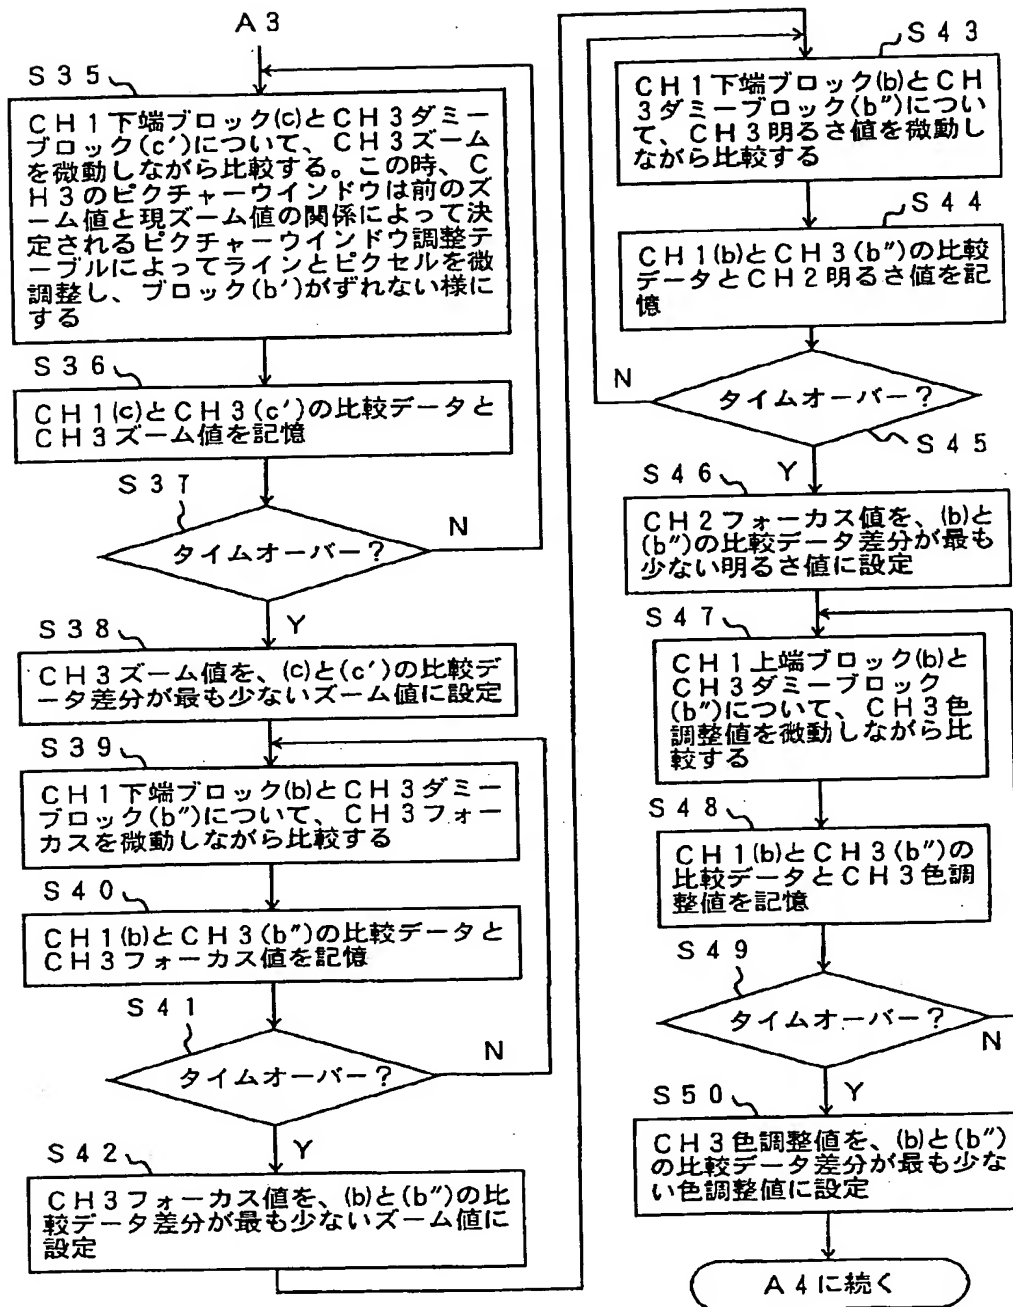 A3
S35
CH1下端ブロック(c)とCH3ダミー
ブロック(c')について、CH3ズーム
を微動しながら比較する。この時、C
H3のピクチャーウインドウは前のズ
ーム値と現ズーム値の関係によって決
定されるピクチャーウインドウ調整テ
ーブルによってラインとピクセルを微
調整し、ブロック(b')がずれない様に
する
S36
CH1(c)とCH3(c')の比較データと
CH3ズーム値を記憶
S37
タイムオーバー?
N
Y
S38
CH3ズーム値を、(c)と(c')の比較デ
ータ差分が最も少ないズーム値に設定
S39
CH1下端ブロック(b)とCH3ダミー
ブロック(b")について、CH3フォー
カスを微動しながら比較する
S40
CH1(b)とCH3(b")の比較データと
CH3フォーカス値を記憶
S41
タイムオーバー?
N
Y
S42
CH3フォーカス値を、(b)と(b")の比
較データ差分が最も少ないズーム値に
設定
S43
CH1下端ブロック(b)とCH
3ダミーブロック(b")につい
て、CH3明るさ値を微動し
ながら比較する
S44
CH1(b)とCH3(b")の比較
データとCH2明るさ値を記
憶
N
タイムオーバー?
S45
Y
S46
CH2フォーカス値を、(b)と
(b")の比較データ差分が最も
少ない明るさ値に設定
S47
CH1上端ブロック(b)と
CH3ダミーブロック
(b")について、CH3色
調整値を微動しながら比
較する
S48
CH1(b)とCH3(b")の
比較データとCH3色調
整値を記憶
S49
タイムオーバー?
N
Y
S50
CH3色調整値を、(b)と(b")
の比較データ差分が最も少な
い色調整値に設定
A4に続く